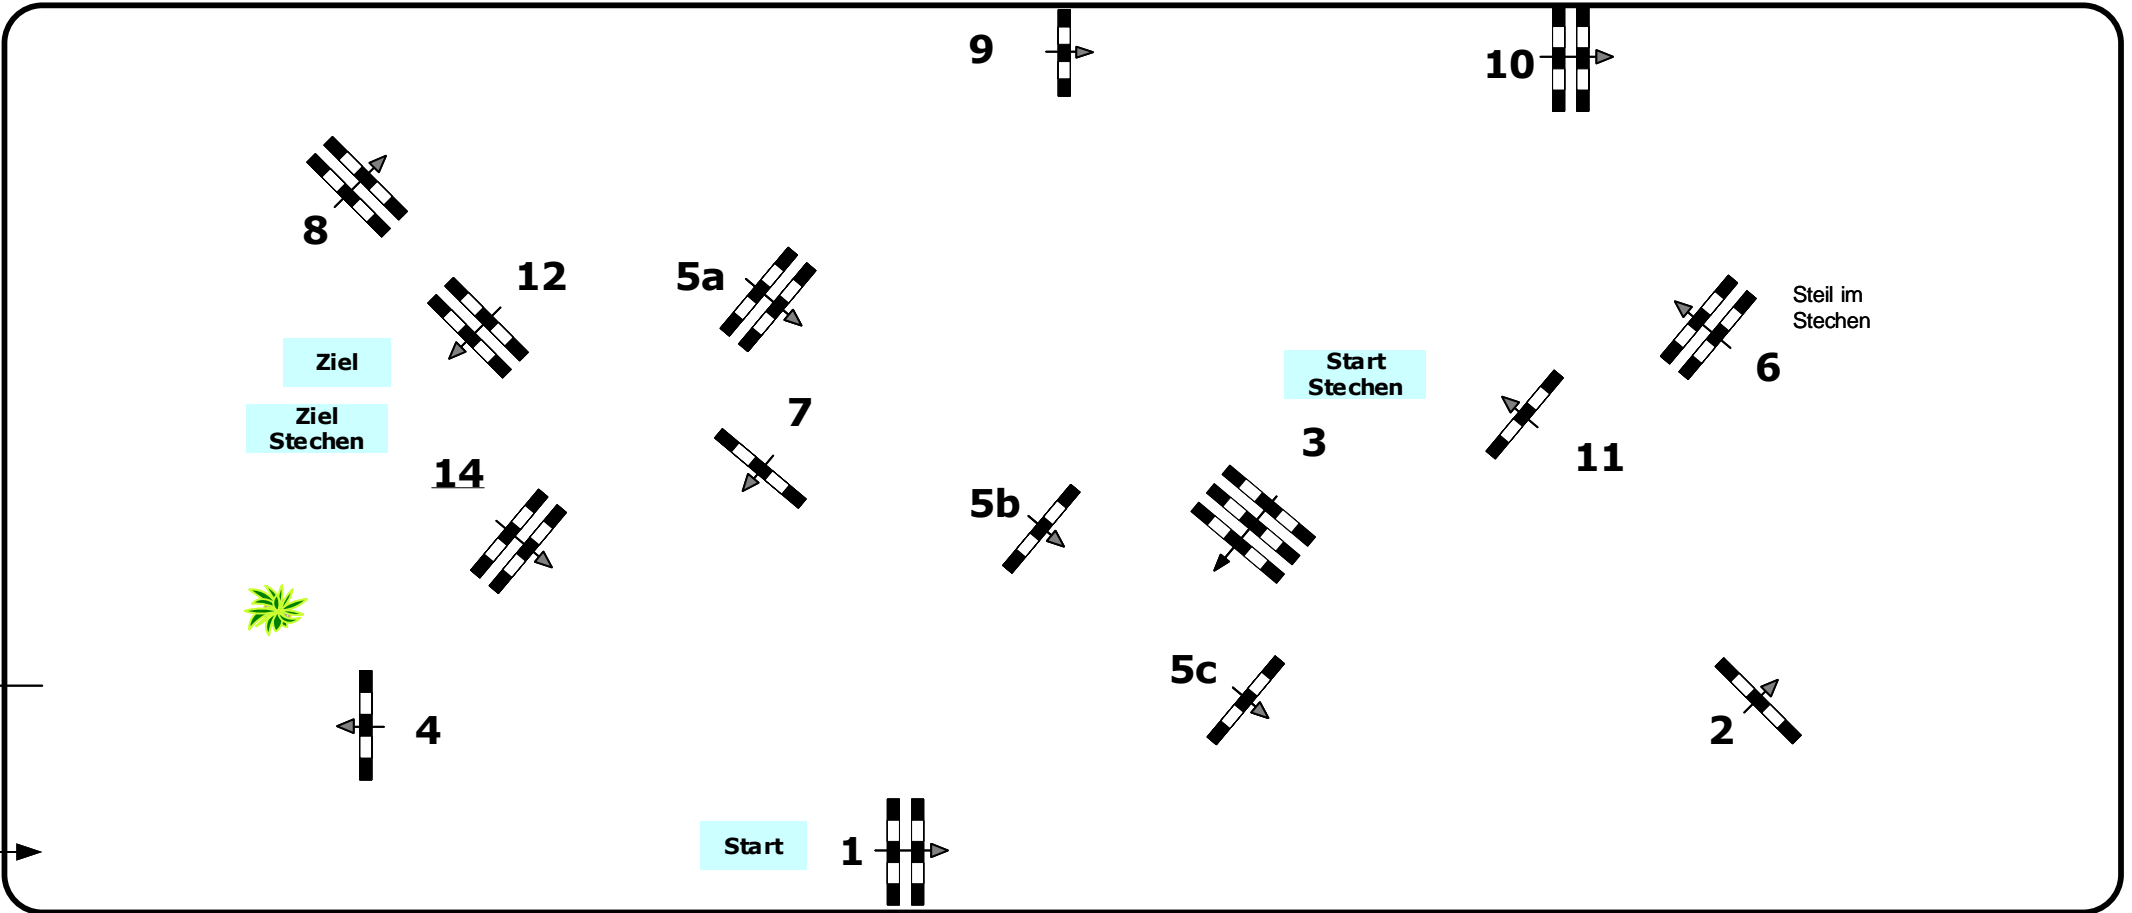 9
10
8
12
5a
Steil im
Stechen
Ziel
Start
Stechen
6
Ziel
Stechen
7
3
11
14
5b
5c
4
2
Start
1